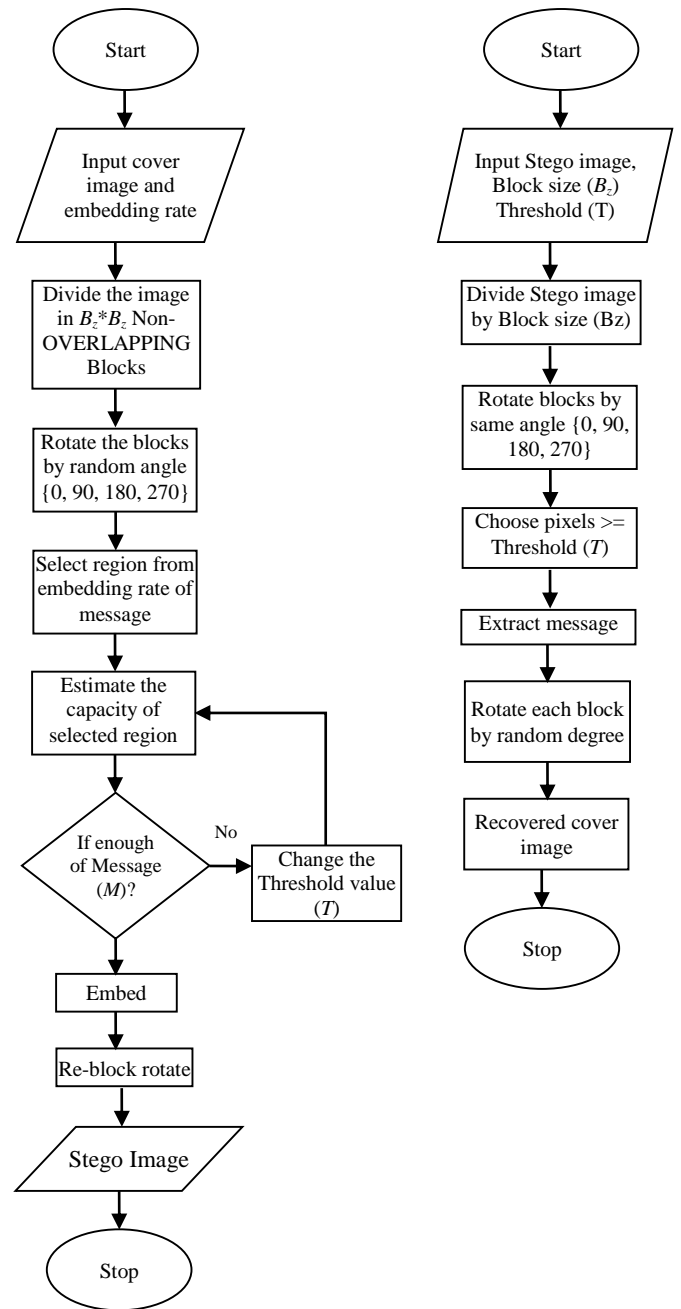 Start
Input cover
image and
embedding rate
Divide the image
in Bz*Bz Non-
OVERLAPPING
Blocks
Rotate the blocks
by random angle
{0, 90, 180, 270}
Select region from
embedding rate of
message
Estimate the
capacity of
selected region
If enough
of Message
(M)?
No
Change the
Threshold value
(T)
Embed
Re-block rotate
Stego Image
Stop
Start
Input Stego image,
Block size (Bz)
Threshold (T)
Divide Stego image
by Block size (Bz)
Rotate blocks by
same angle {0, 90,
180, 270}
Choose pixels >=
Threshold (T)
Extract message
Rotate each block
by random degree
Recovered cover
image
Stop